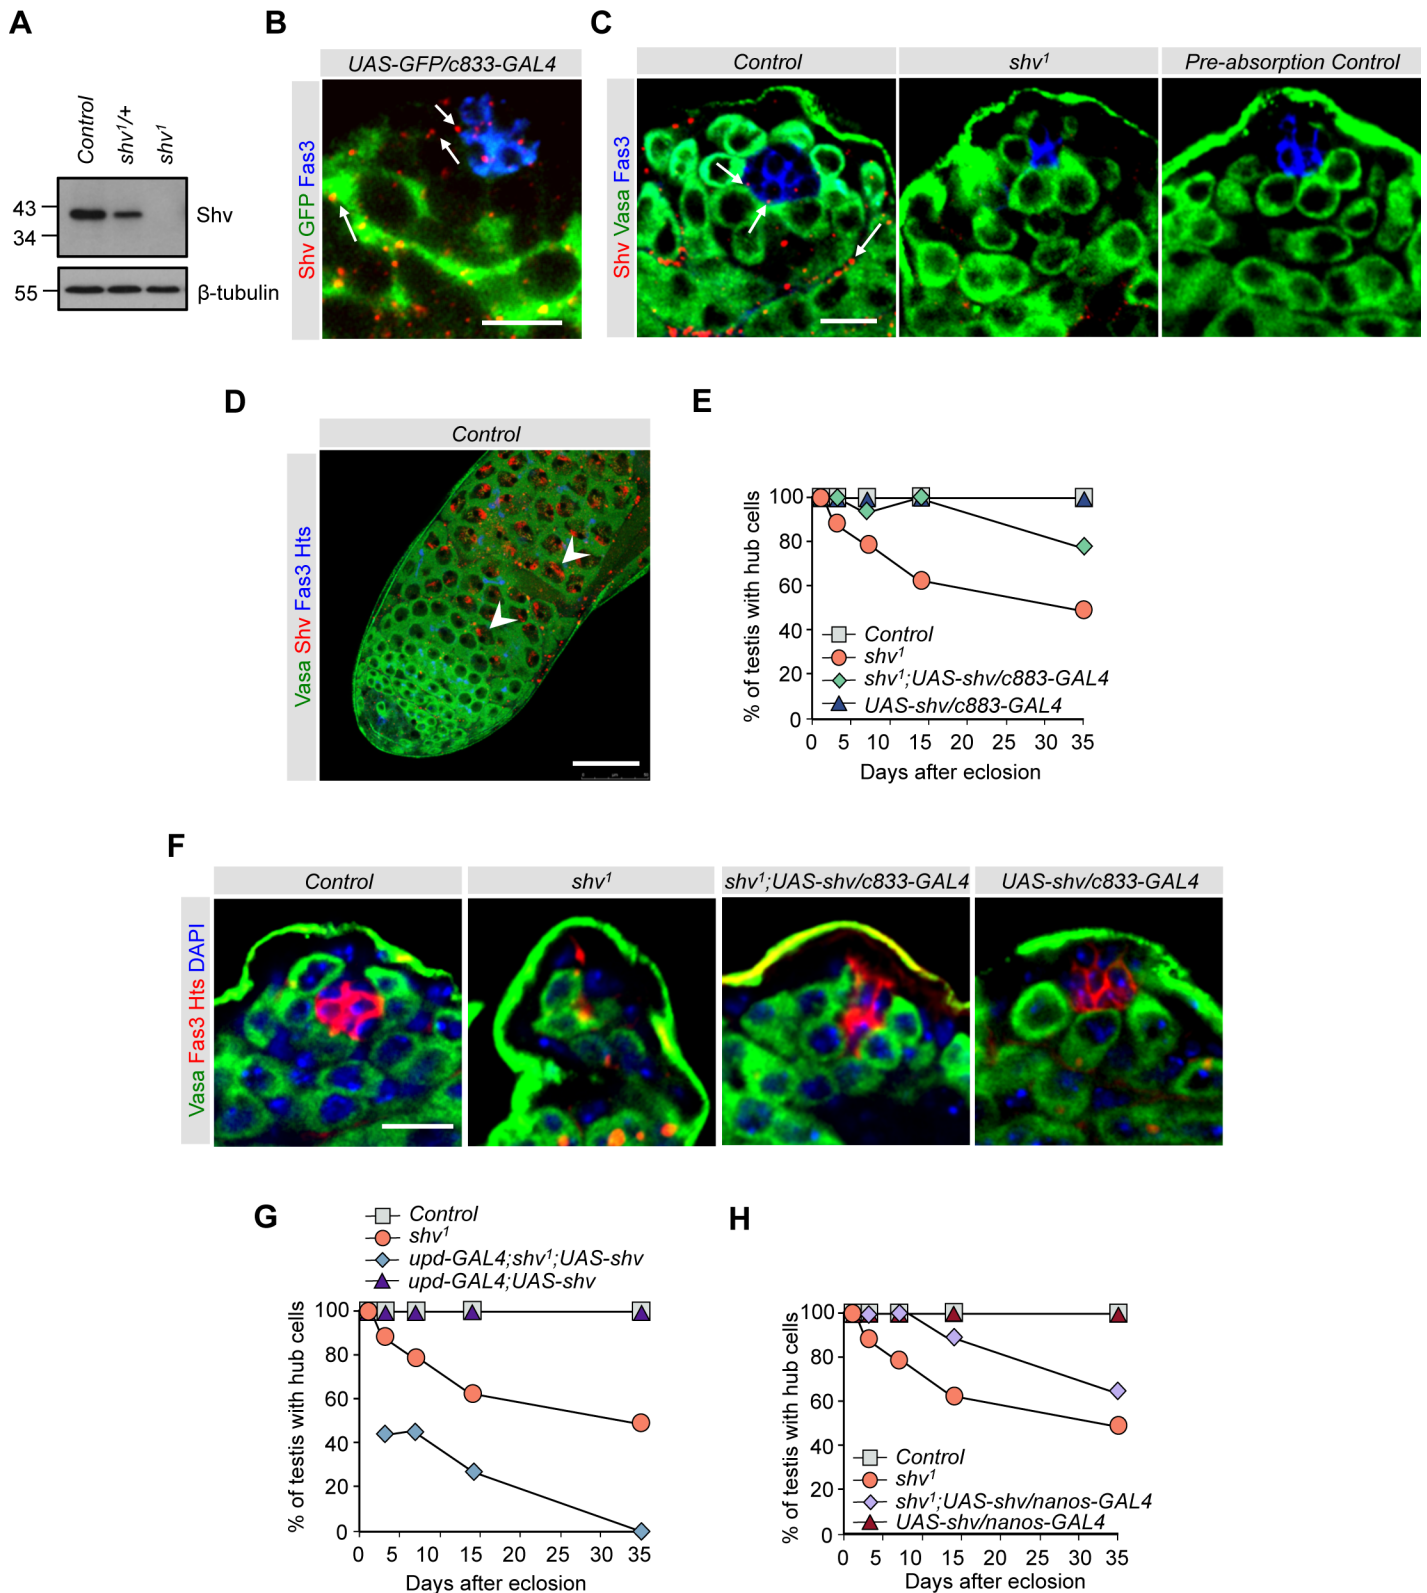 A
Control
shv1/+
shv1
43
34
55
Shv
β-tubulin
B
UAS-GFP/c833-GAL4
Shv GFP Fas3
C
Control
shv1
Pre-absorption Control
Shv Vasa Fas3
D
Control
Vasa Shv Fas3 Hts
E
% of testis with hub cells
100
80
60
40
20
0
Control
shv1
shv1;UAS-shv/c883-GAL4
UAS-shv/c883-GAL4
0 5 10 15 20 25 30 35
Days after eclosion
F
Control
shv1
shv1;UAS-shv/c833-GAL4
UAS-shv/c833-GAL4
Vasa Fas3 Hts DAPI
G
Control
shv1
upd-GAL4;shv1;UAS-shv
upd-GAL4;UAS-shv
% of testis with hub cells
100
80
60
40
20
0
0 5 10 15 20 25 30 35
Days after eclosion
H
% of testis with hub cells
100
80
60
40
20
0
Control
shv1
shv1;UAS-shv/nanos-GAL4
UAS-shv/nanos-GAL4
0 5 10 15 20 25 30 35
Days after eclosion